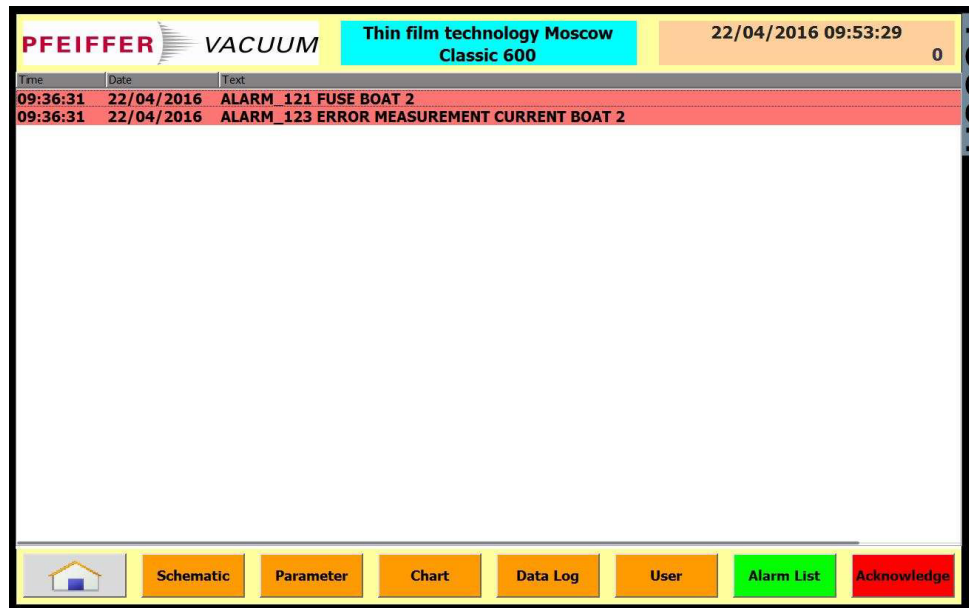 PFEIFFER VACUUM
Thin film technology Moscow
Classic 600
22/04/2016 09:53:29
0
Time Date Text
09:36:31 22/04/2016 ALARM_121 FUSE BOAT 2
09:36:31 22/04/2016 ALARM_123 ERROR MEASUREMENT CURRENT BOAT 2
Schematic Parameter Chart Data Log User Alarm List Acknowledge